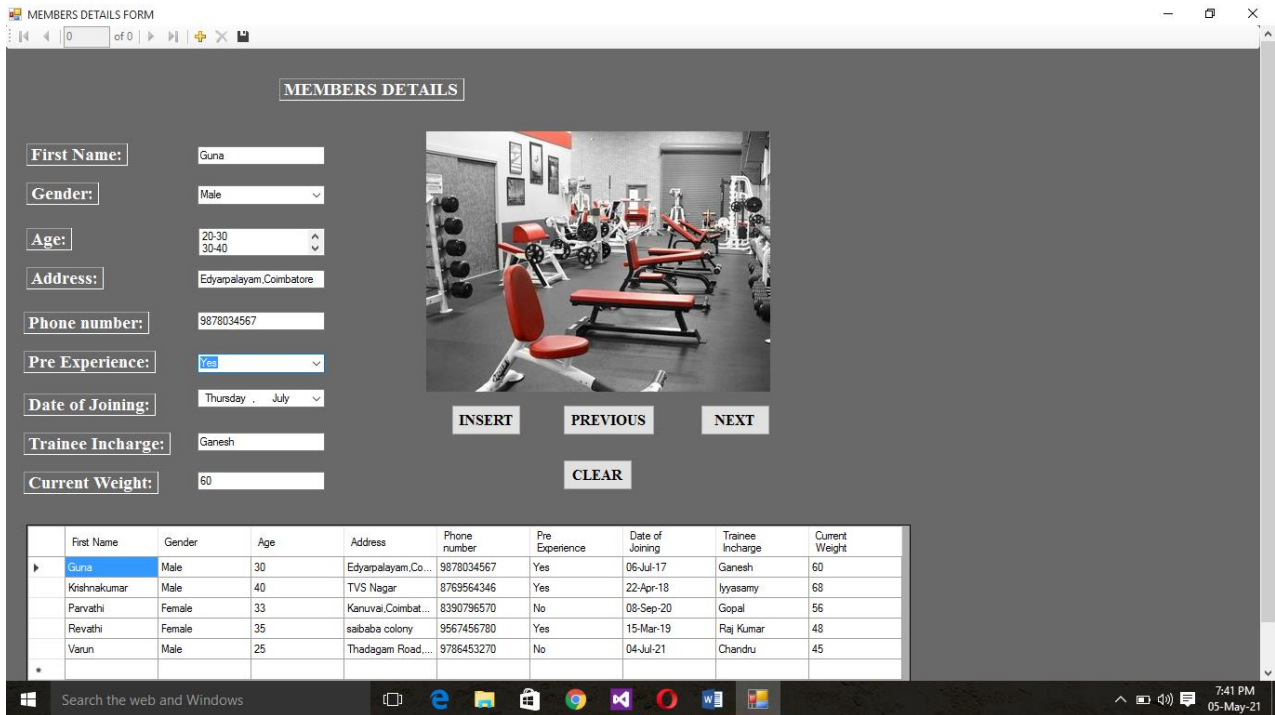 MEMBERS DETAILS FORM
0 of 0
MEMBERS DETAILS
First Name: Guna
Gender: Male
Age: 20-30
30-40
Address: Edyarpalayam,Coimbatore
Phone number: 9878034567
Pre Experience: Yes
Date of Joining: Thursday , July
Trainee Incharge: Ganesh
Current Weight: 60
INSERT PREVIOUS NEXT
CLEAR
First Name Gender Age Address Phone number Pre Experience Date of Joining Trainee Incharge Current Weight
Guna Male 30 Edyarpalayam,Co... 9878034567 Yes 06-Jul-17 Ganesh 60
Krishnakumar Male 40 TVS Nagar 8769564346 Yes 22-Apr-18 Iyyasamy 68
Parvathi Female 33 Kanuvai,Coimbat... 8390796570 No 08-Sep-20 Gopal 56
Revathi Female 35 saibaba colony 9567456780 Yes 15-Mar-19 Raj Kumar 48
Varun Male 25 Thadagam Road,... 9786453270 No 04-Jul-21 Chandru 45
Search the web and Windows
7:41 PM
05-May-21